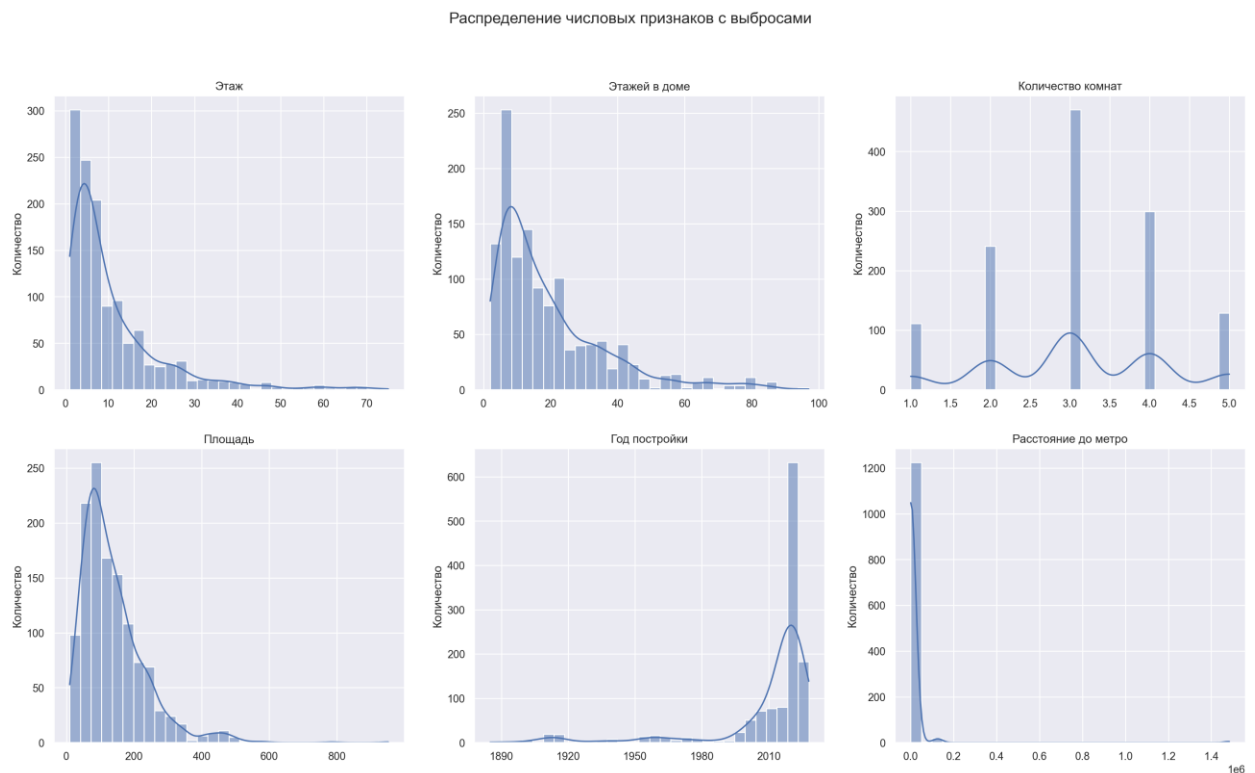 Распределение числовых признаков с выбросами
Этаж
Количество
300
250
200
150
100
50
0
0 10 20 30 40 50 60 70
Этажей в доме
Количество
250
200
150
100
50
0
0 20 40 60 80 100
Количество комнат
Количество
400
300
200
100
0
1.0 1.5 2.0 2.5 3.0 3.5 4.0 4.5 5.0
Площадь
Количество
250
200
150
100
50
0
0 200 400 600 800
Год постройки
Количество
600
500
400
300
200
100
0
1890 1920 1950 1980 2010
Расстояние до метро
Количество
1200
1000
800
600
400
200
0
0.0 0.2 0.4 0.6 0.8 1.0 1.2 1.4
1e6